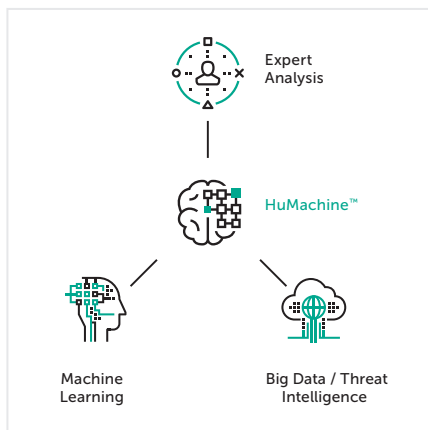 Expert
Analysis
HuMachine™
Machine
Learning
Big Data / Threat
Intelligence